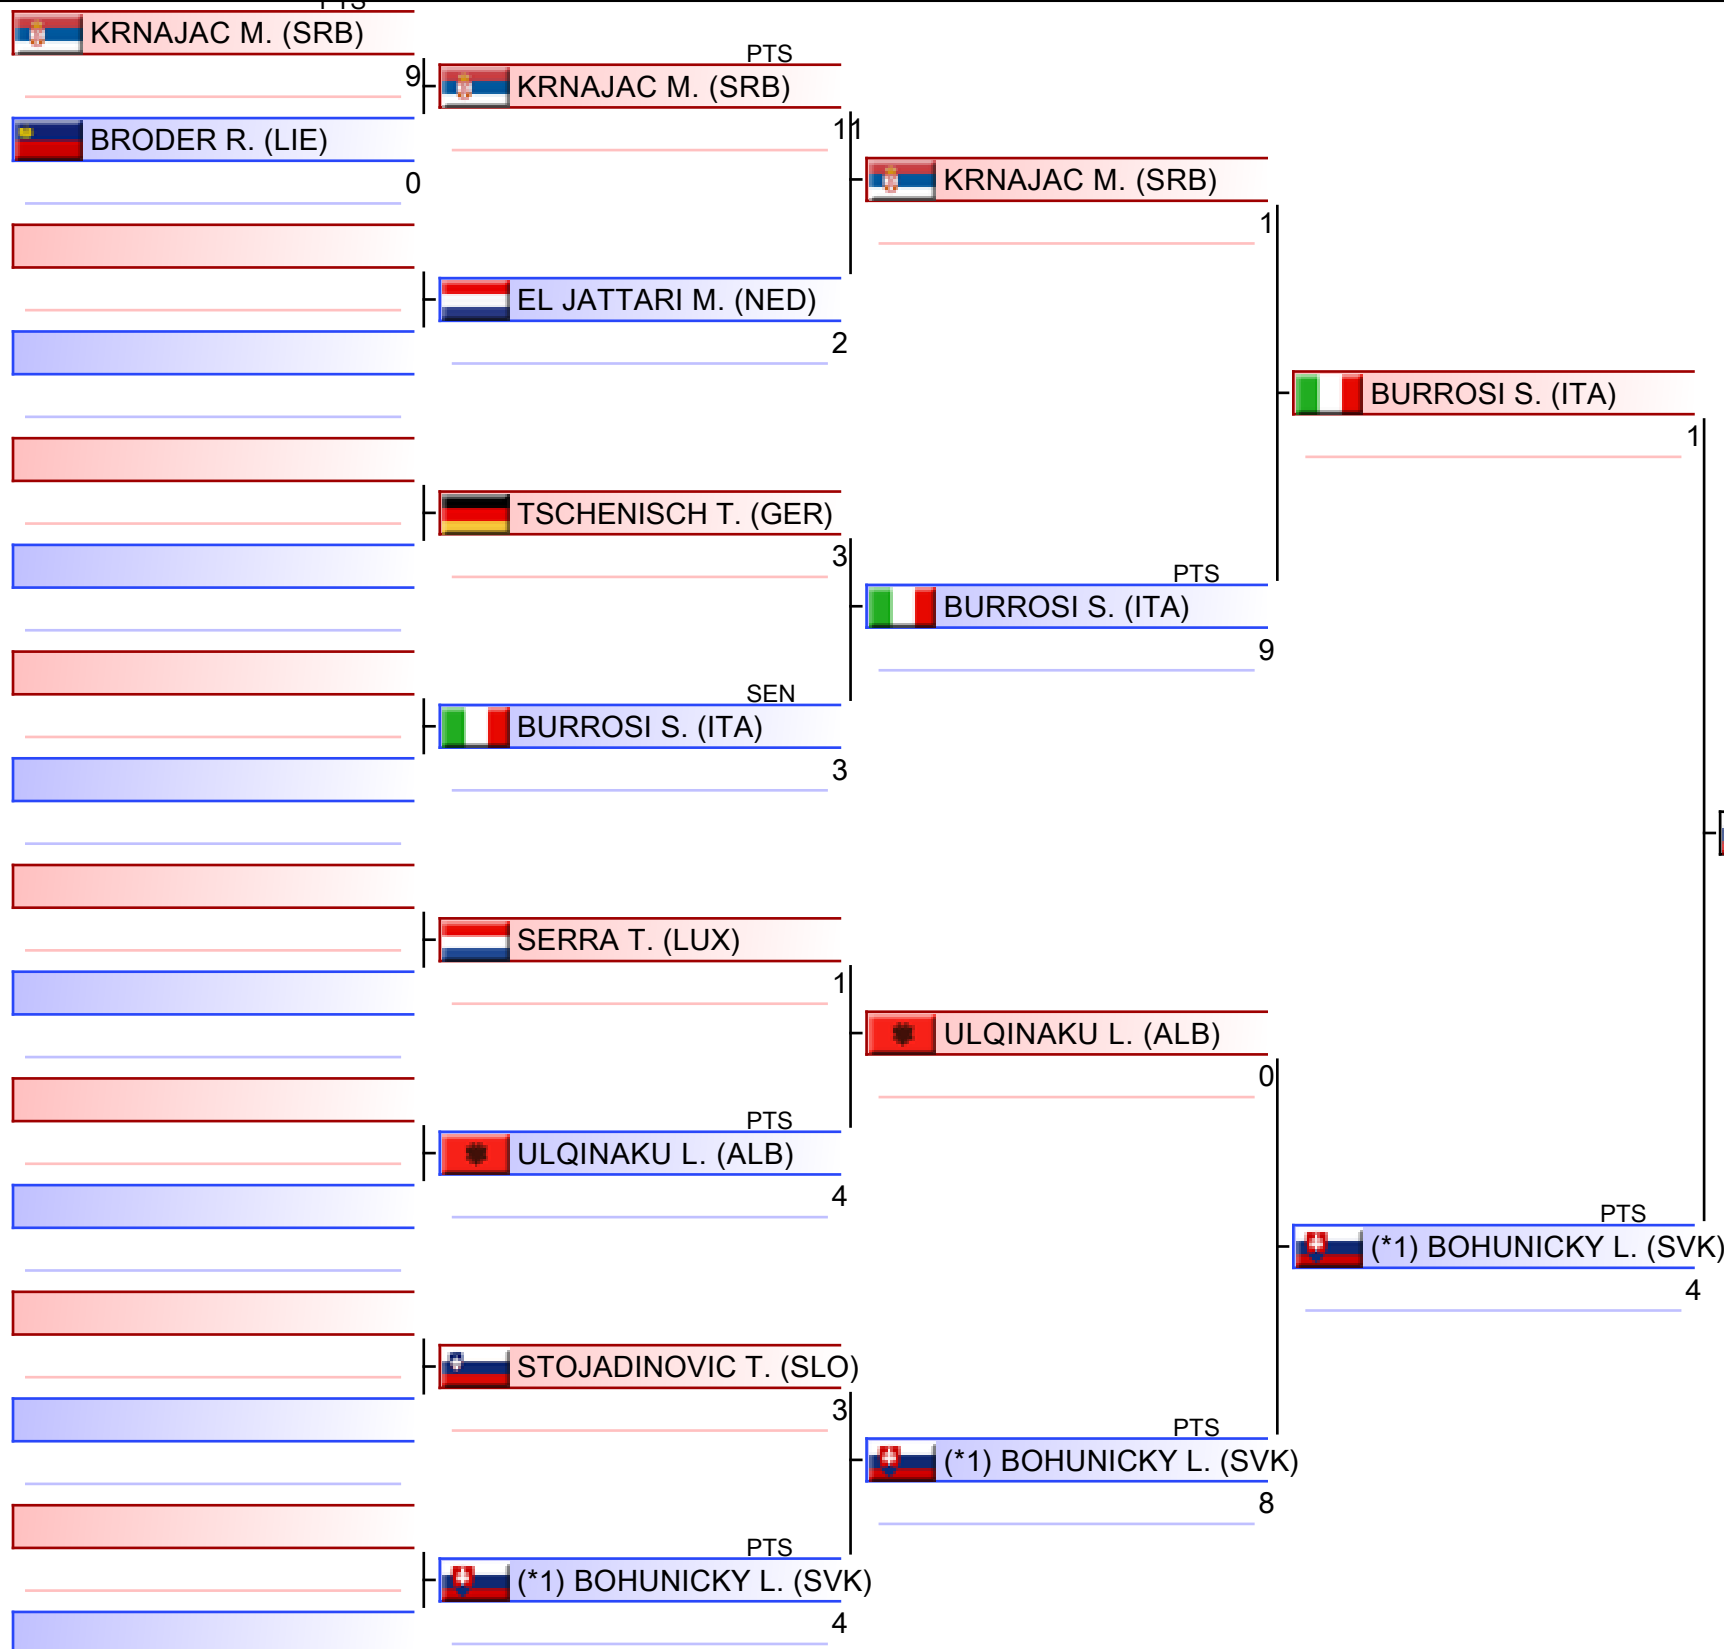 PTS
KRNAJAC M. (SRB)
9
BRODER R. (LIE)
0
PTS
KRNAJAC M. (SRB)
11
EL JATTARI M. (NED)
2
TSCHENISCH T. (GER)
3
SEN
BURROSI S. (ITA)
3
SERRA T. (LUX)
1
PTS
ULQINAKU L. (ALB)
4
STOJADINOVIC T. (SLO)
3
PTS
(*1) BOHUNICKY L. (SVK)
4
KRNAJAC M. (SRB)
1
PTS
BURROSI S. (ITA)
9
ULQINAKU L. (ALB)
0
PTS
(*1) BOHUNICKY L. (SVK)
8
BURROSI S. (ITA)
1
PTS
(*1) BOHUNICKY L. (SVK)
4